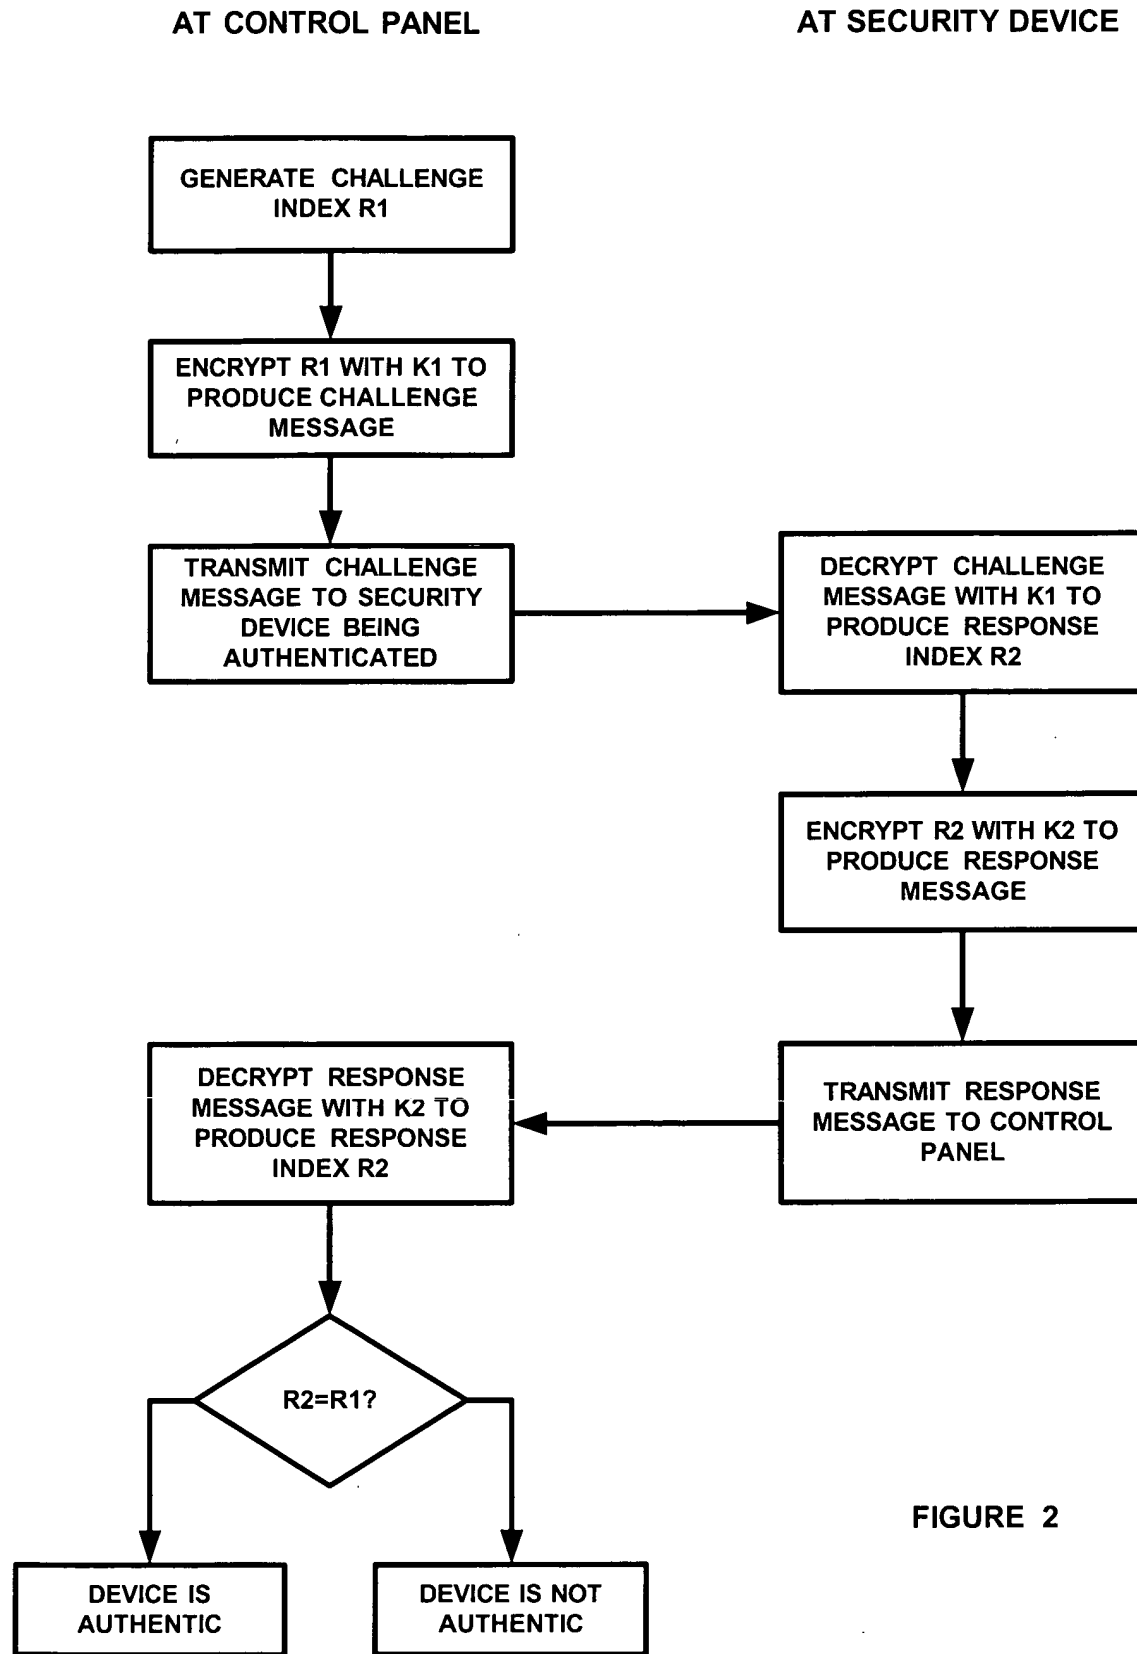 AT CONTROL PANEL
AT SECURITY DEVICE
GENERATE CHALLENGE
INDEX R1
ENCRYPT R1 WITH K1 TO
PRODUCE CHALLENGE
MESSAGE
TRANSMIT CHALLENGE
MESSAGE TO SECURITY
DEVICE BEING
AUTHENTICATED
DECRYPT CHALLENGE
MESSAGE WITH K1 TO
PRODUCE RESPONSE
INDEX R2
ENCRYPT R2 WITH K2 TO
PRODUCE RESPONSE
MESSAGE
TRANSMIT RESPONSE
MESSAGE TO CONTROL
PANEL
DECRYPT RESPONSE
MESSAGE WITH K2 TO
PRODUCE RESPONSE
INDEX R2
R2=R1?
DEVICE IS
AUTHENTIC
DEVICE IS NOT
AUTHENTIC
FIGURE 2